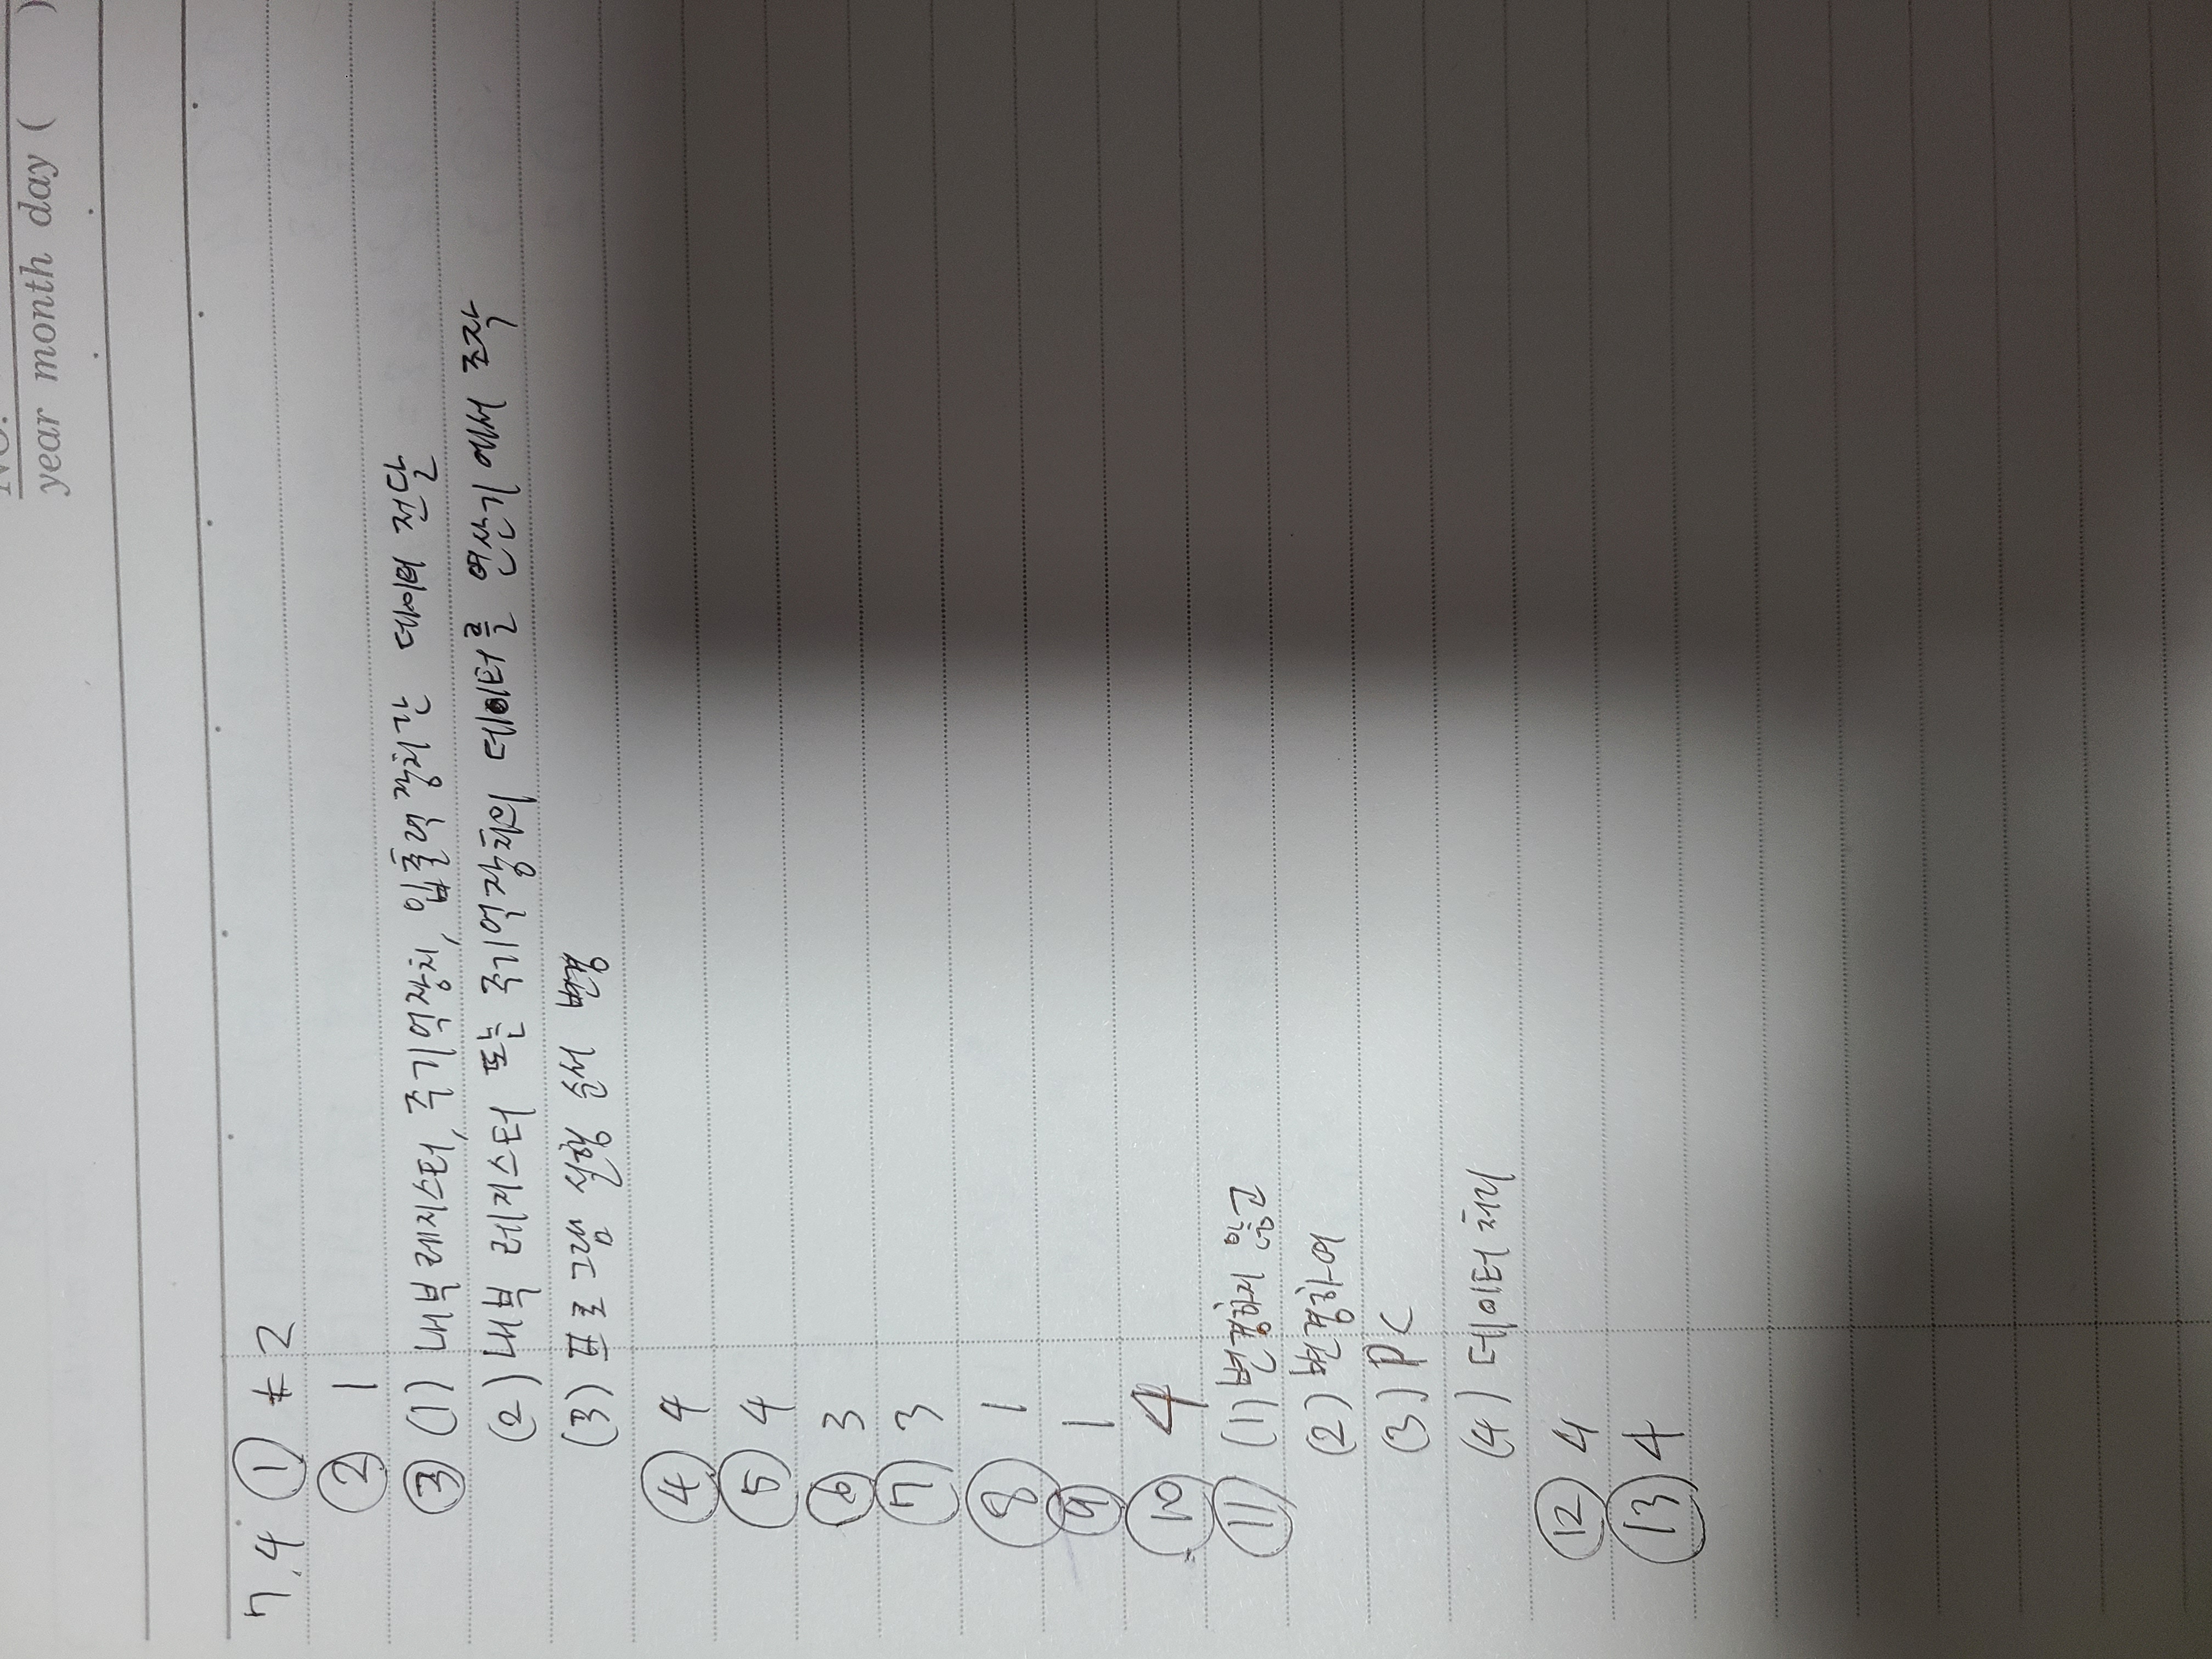 NO.
year month day ( )
7.4 ① 2
② 1
③ (1) 내부레지스터, 주기억장치, 입출력장치간 데이터 전달
(2) 내부 레지스터 또는 주기억장치의 데이터를 연산기에서 조작
(3) 프로그램 실행 순서 변경
④ 4
⑤ 4
⑥ 3
⑦ 3
⑧ 1
⑨ 1
⑩ 4
⑪ (1) 변경하지 않고
(2) 변경하여
(3) PC
(4) 데이터 처리
⑫ 4
⑬ 4